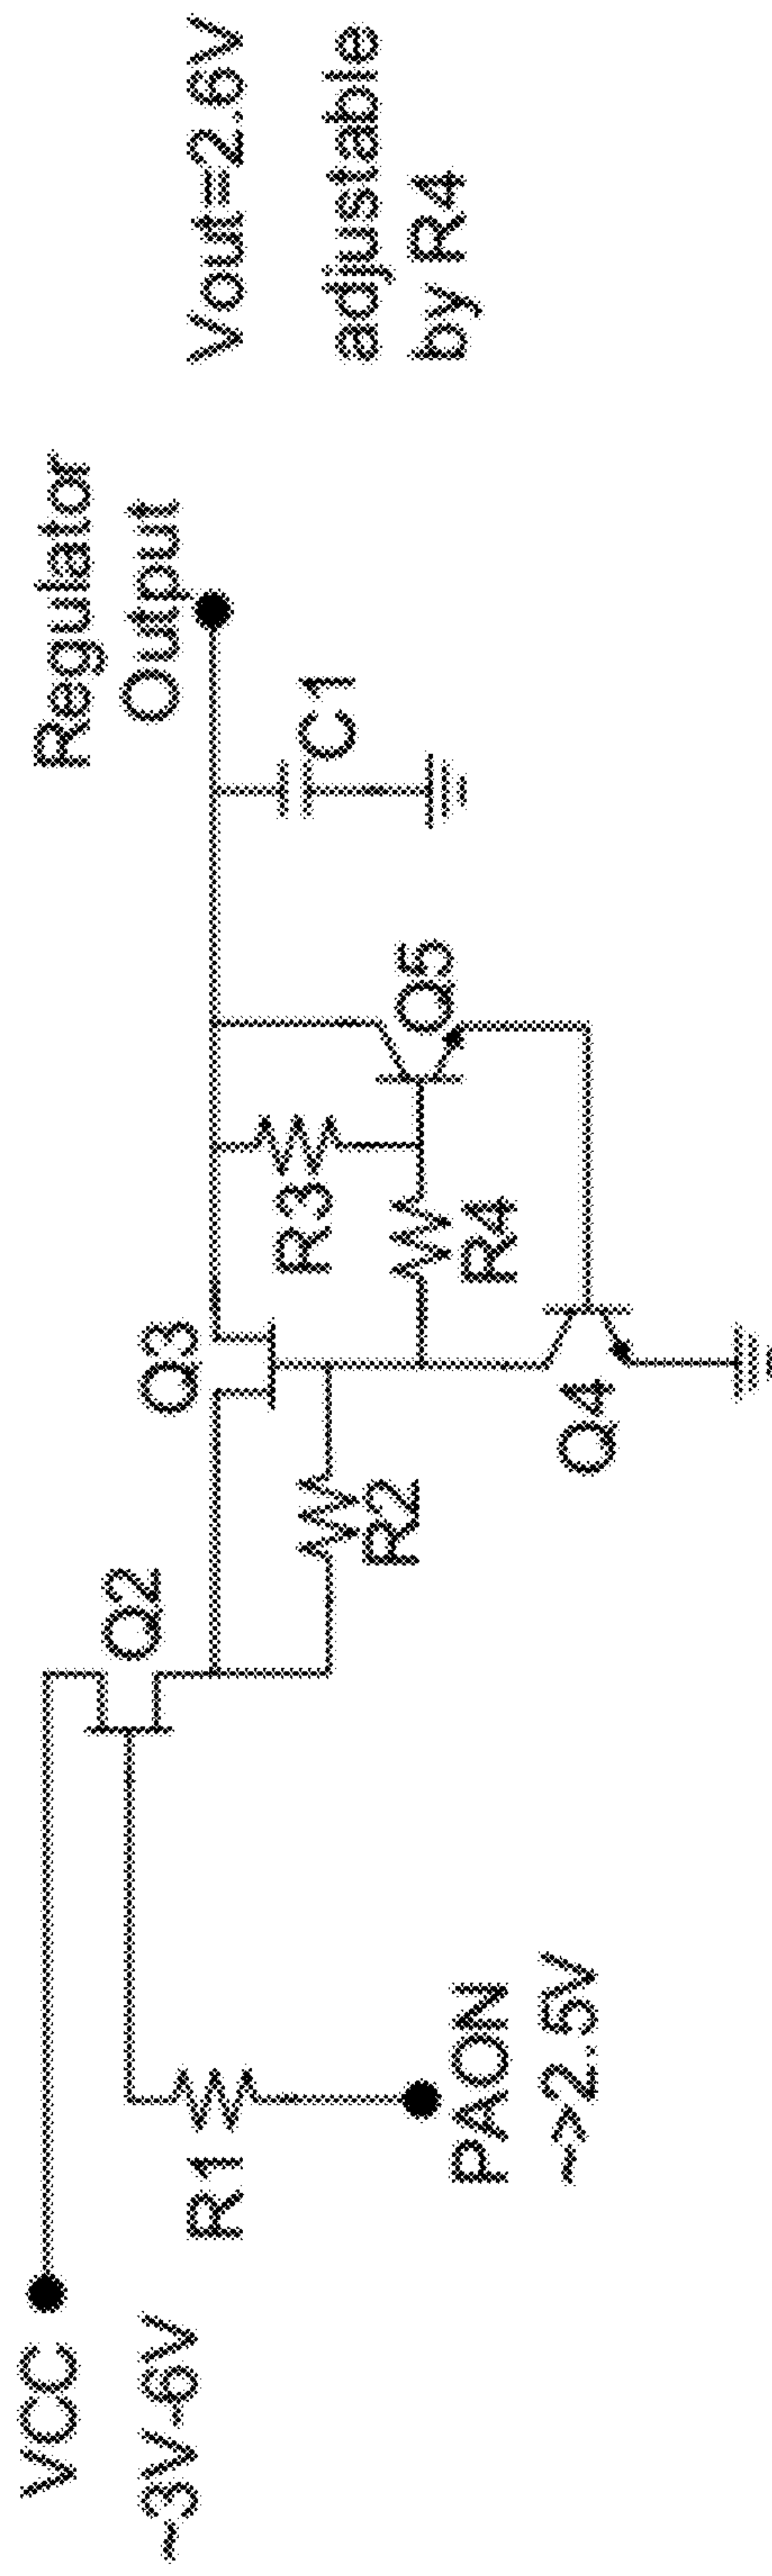 VCC
~3V-6V
R1
PAON
~>2.5V
Q2
R2
Q3
Q4
R3
R4
Q5
C1
Regulator
Output
Vout=2.6V
adjustable
by R4